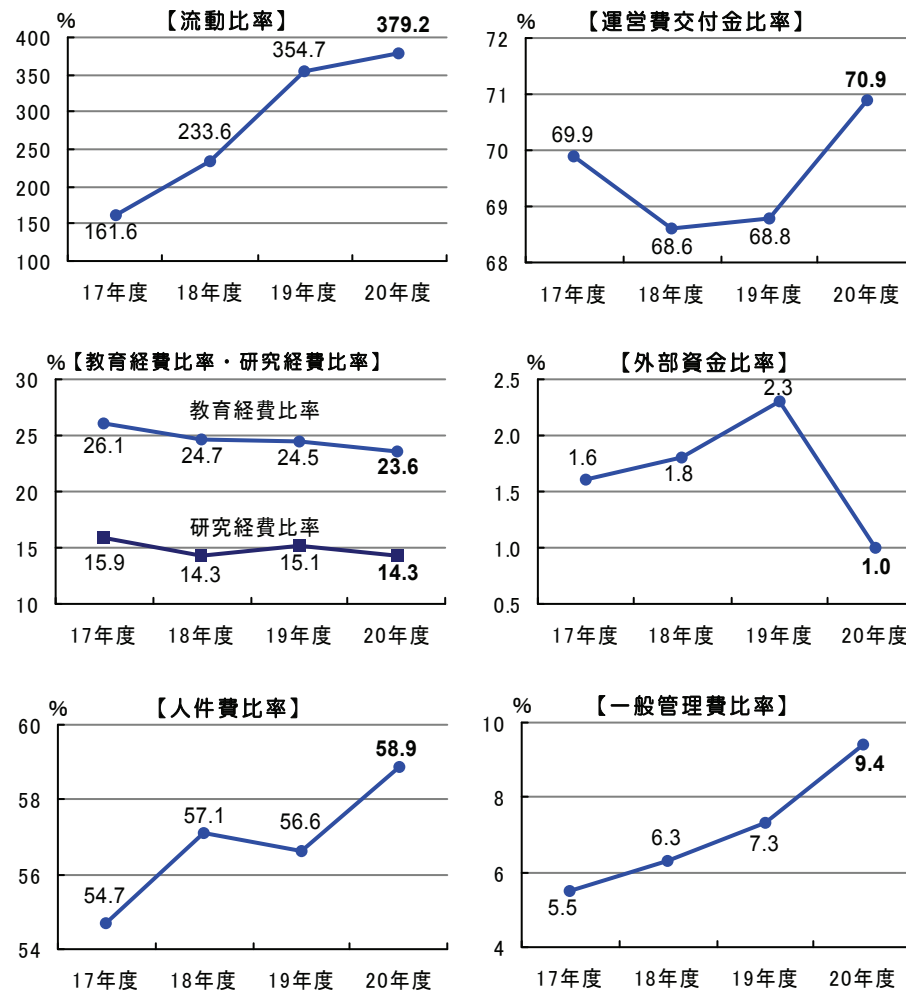 %
【流動比率】
400
350
300
250
200
150
100
161.6
233.6
354.7
379.2
17年度
18年度
19年度
20年度
%
【運営費交付金比率】
72
71
70
69
68
69.9
68.6
68.8
70.9
17年度
18年度
19年度
20年度
%【教育経費比率・研究経費比率】
30
25
20
15
10
教育経費比率
26.1
24.7
24.5
23.6
研究経費比率
15.9
14.3
15.1
14.3
17年度
18年度
19年度
20年度
%
【外部資金比率】
2.5
2.0
1.5
1.0
0.5
1.6
1.8
2.3
1.0
17年度
18年度
19年度
20年度
%
【人件費比率】
60
58
56
54
54.7
57.1
56.6
58.9
17年度
18年度
19年度
20年度
%
【一般管理費比率】
10
8
6
4
5.5
6.3
7.3
9.4
17年度
18年度
19年度
20年度